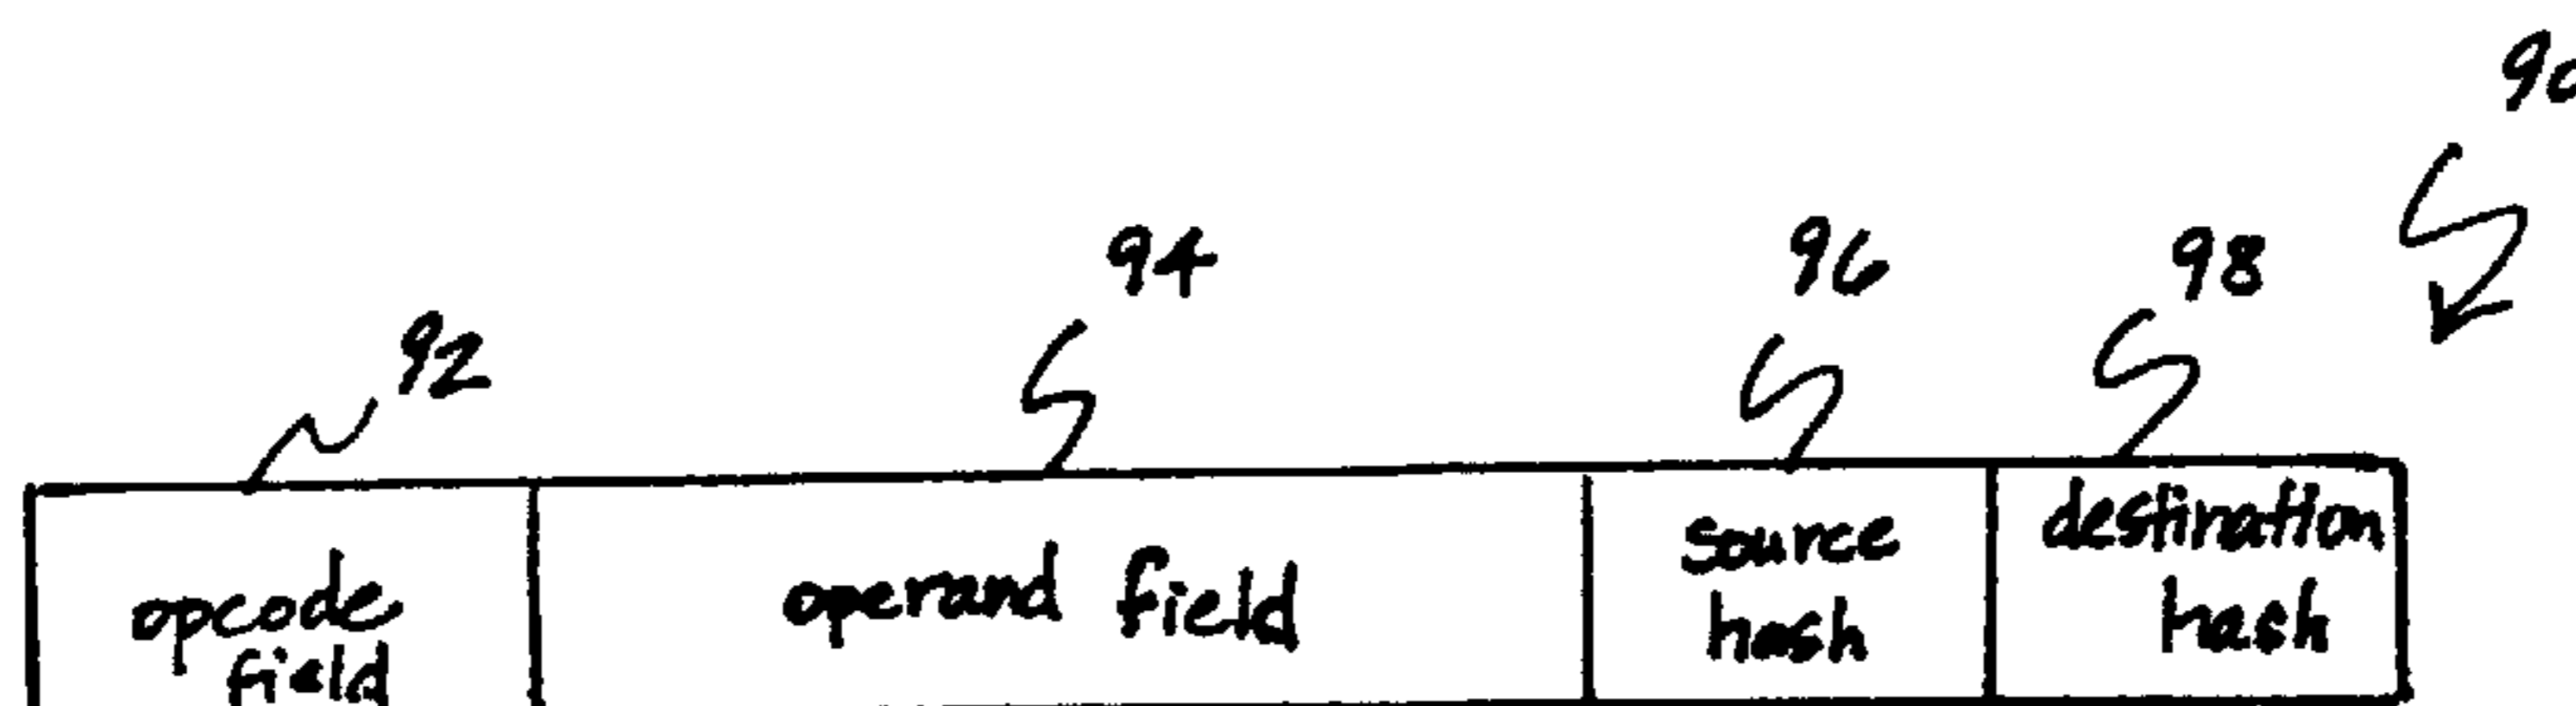 90
94
96
98
92
opcode
field
operand field
source
hash
destination
hash